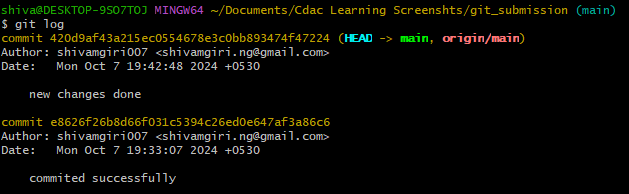 shiva@DESKTOP-9SO7TOJ MINGW64 ~/Documents/Cdac Learning Screenshts/git_submission (main)
$ git log
commit 420d9af43a215ec0554678e3c0bb893474f47224 (HEAD -> main, origin/main)
Author: shivamgiri007 <shivamgiri.ng@gmail.com>
Date:   Mon Oct 7 19:42:48 2024 +0530
    new changes done
commit e8626f26b8d66f031c5394c26ed0e647af3a86c6
Author: shivamgiri007 <shivamgiri.ng@gmail.com>
Date:   Mon Oct 7 19:33:07 2024 +0530
    commited successfully